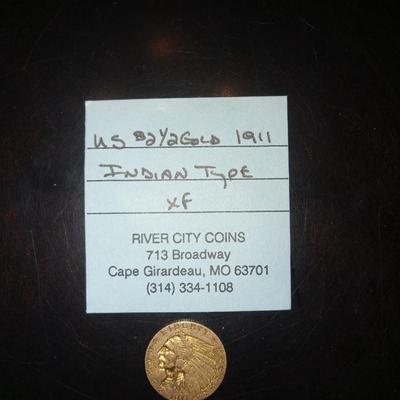 US $2 1/2 GOLD 1911
INDIAN TYPE
XF
RIVER CITY COINS
713 Broadway
Cape Girardeau, MO 63701
(314) 334-1108
LIBERTY